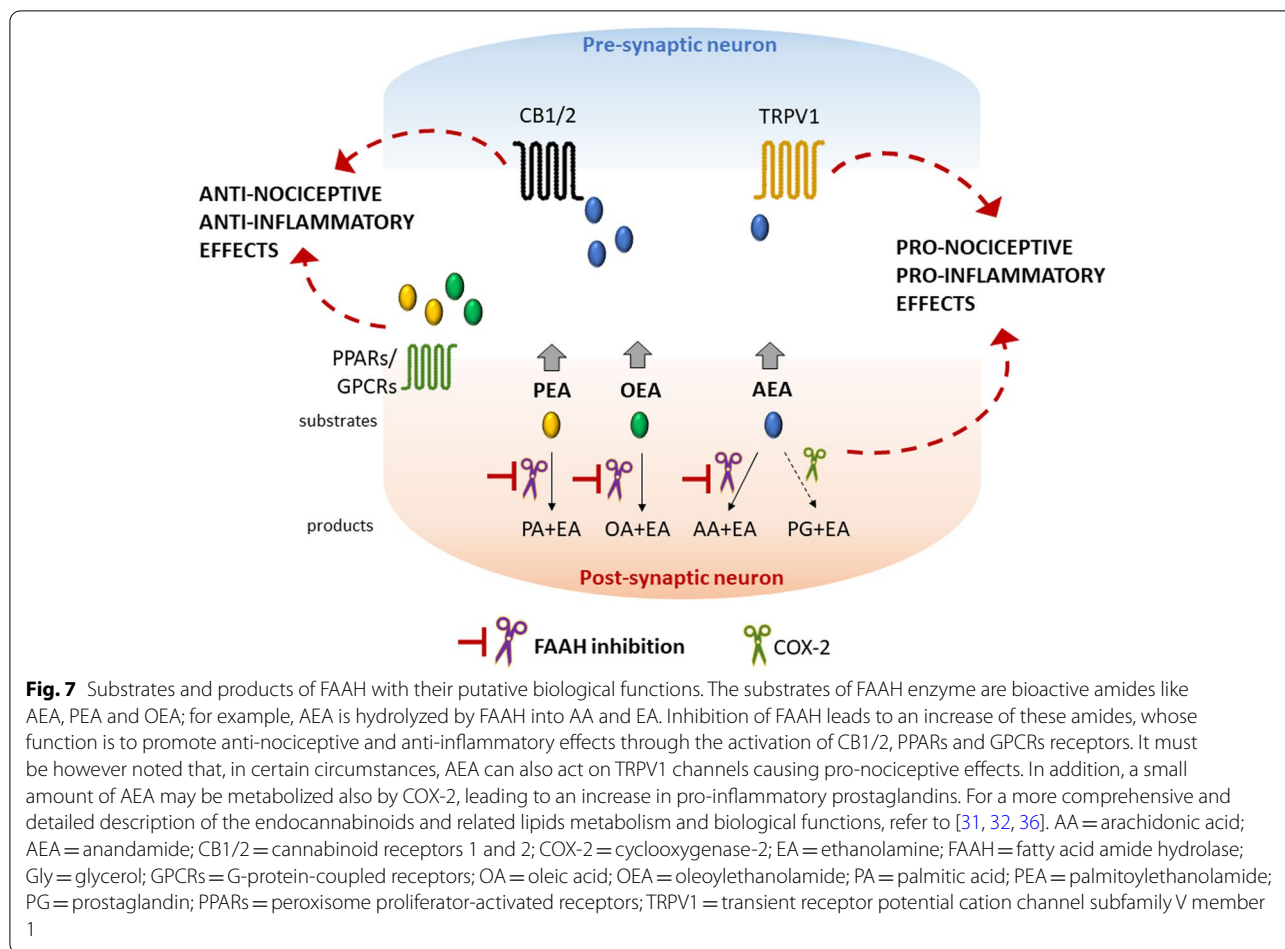 Pre-synaptic neuron
CB1/2
TRPV1
ANTI-NOCICEPTIVE
ANTI-INFLAMMATORY
EFFECTS
PRO-NOCICEPTIVE
PRO-INFLAMMATORY
EFFECTS
PPARs/
GPCRs
PEA
OEA
AEA
substrates
products
PA+EA
OA+EA
AA+EA
PG+EA
Post-synaptic neuron
FAAH inhibition
COX-2
Fig. 7 Substrates and products of FAAH with their putative biological functions. The substrates of FAAH enzyme are bioactive amides like
AEA, PEA and OEA; for example, AEA is hydrolyzed by FAAH into AA and EA. Inhibition of FAAH leads to an increase of these amides, whose
function is to promote anti-nociceptive and anti-inflammatory effects through the activation of CB1/2, PPARs and GPCRs receptors. It must
be however noted that, in certain circumstances, AEA can also act on TRPV1 channels causing pro-nociceptive effects. In addition, a small
amount of AEA may be metabolized also by COX-2, leading to an increase in pro-inflammatory prostaglandins. For a more comprehensive and
detailed description of the endocannabinoids and related lipids metabolism and biological functions, refer to [31, 32, 36]. AA = arachidonic acid;
AEA = anandamide; CB1/2 = cannabinoid receptors 1 and 2; COX-2 = cyclooxygenase-2; EA = ethanolamine; FAAH = fatty acid amide hydrolase;
Gly = glycerol; GPCRs = G-protein-coupled receptors; OA = oleic acid; OEA = oleoylethanolamide; PA = palmitic acid; PEA = palmitoylethanolamide;
PG = prostaglandin; PPARs = peroxisome proliferator-activated receptors; TRPV1 = transient receptor potential cation channel subfamily V member
1